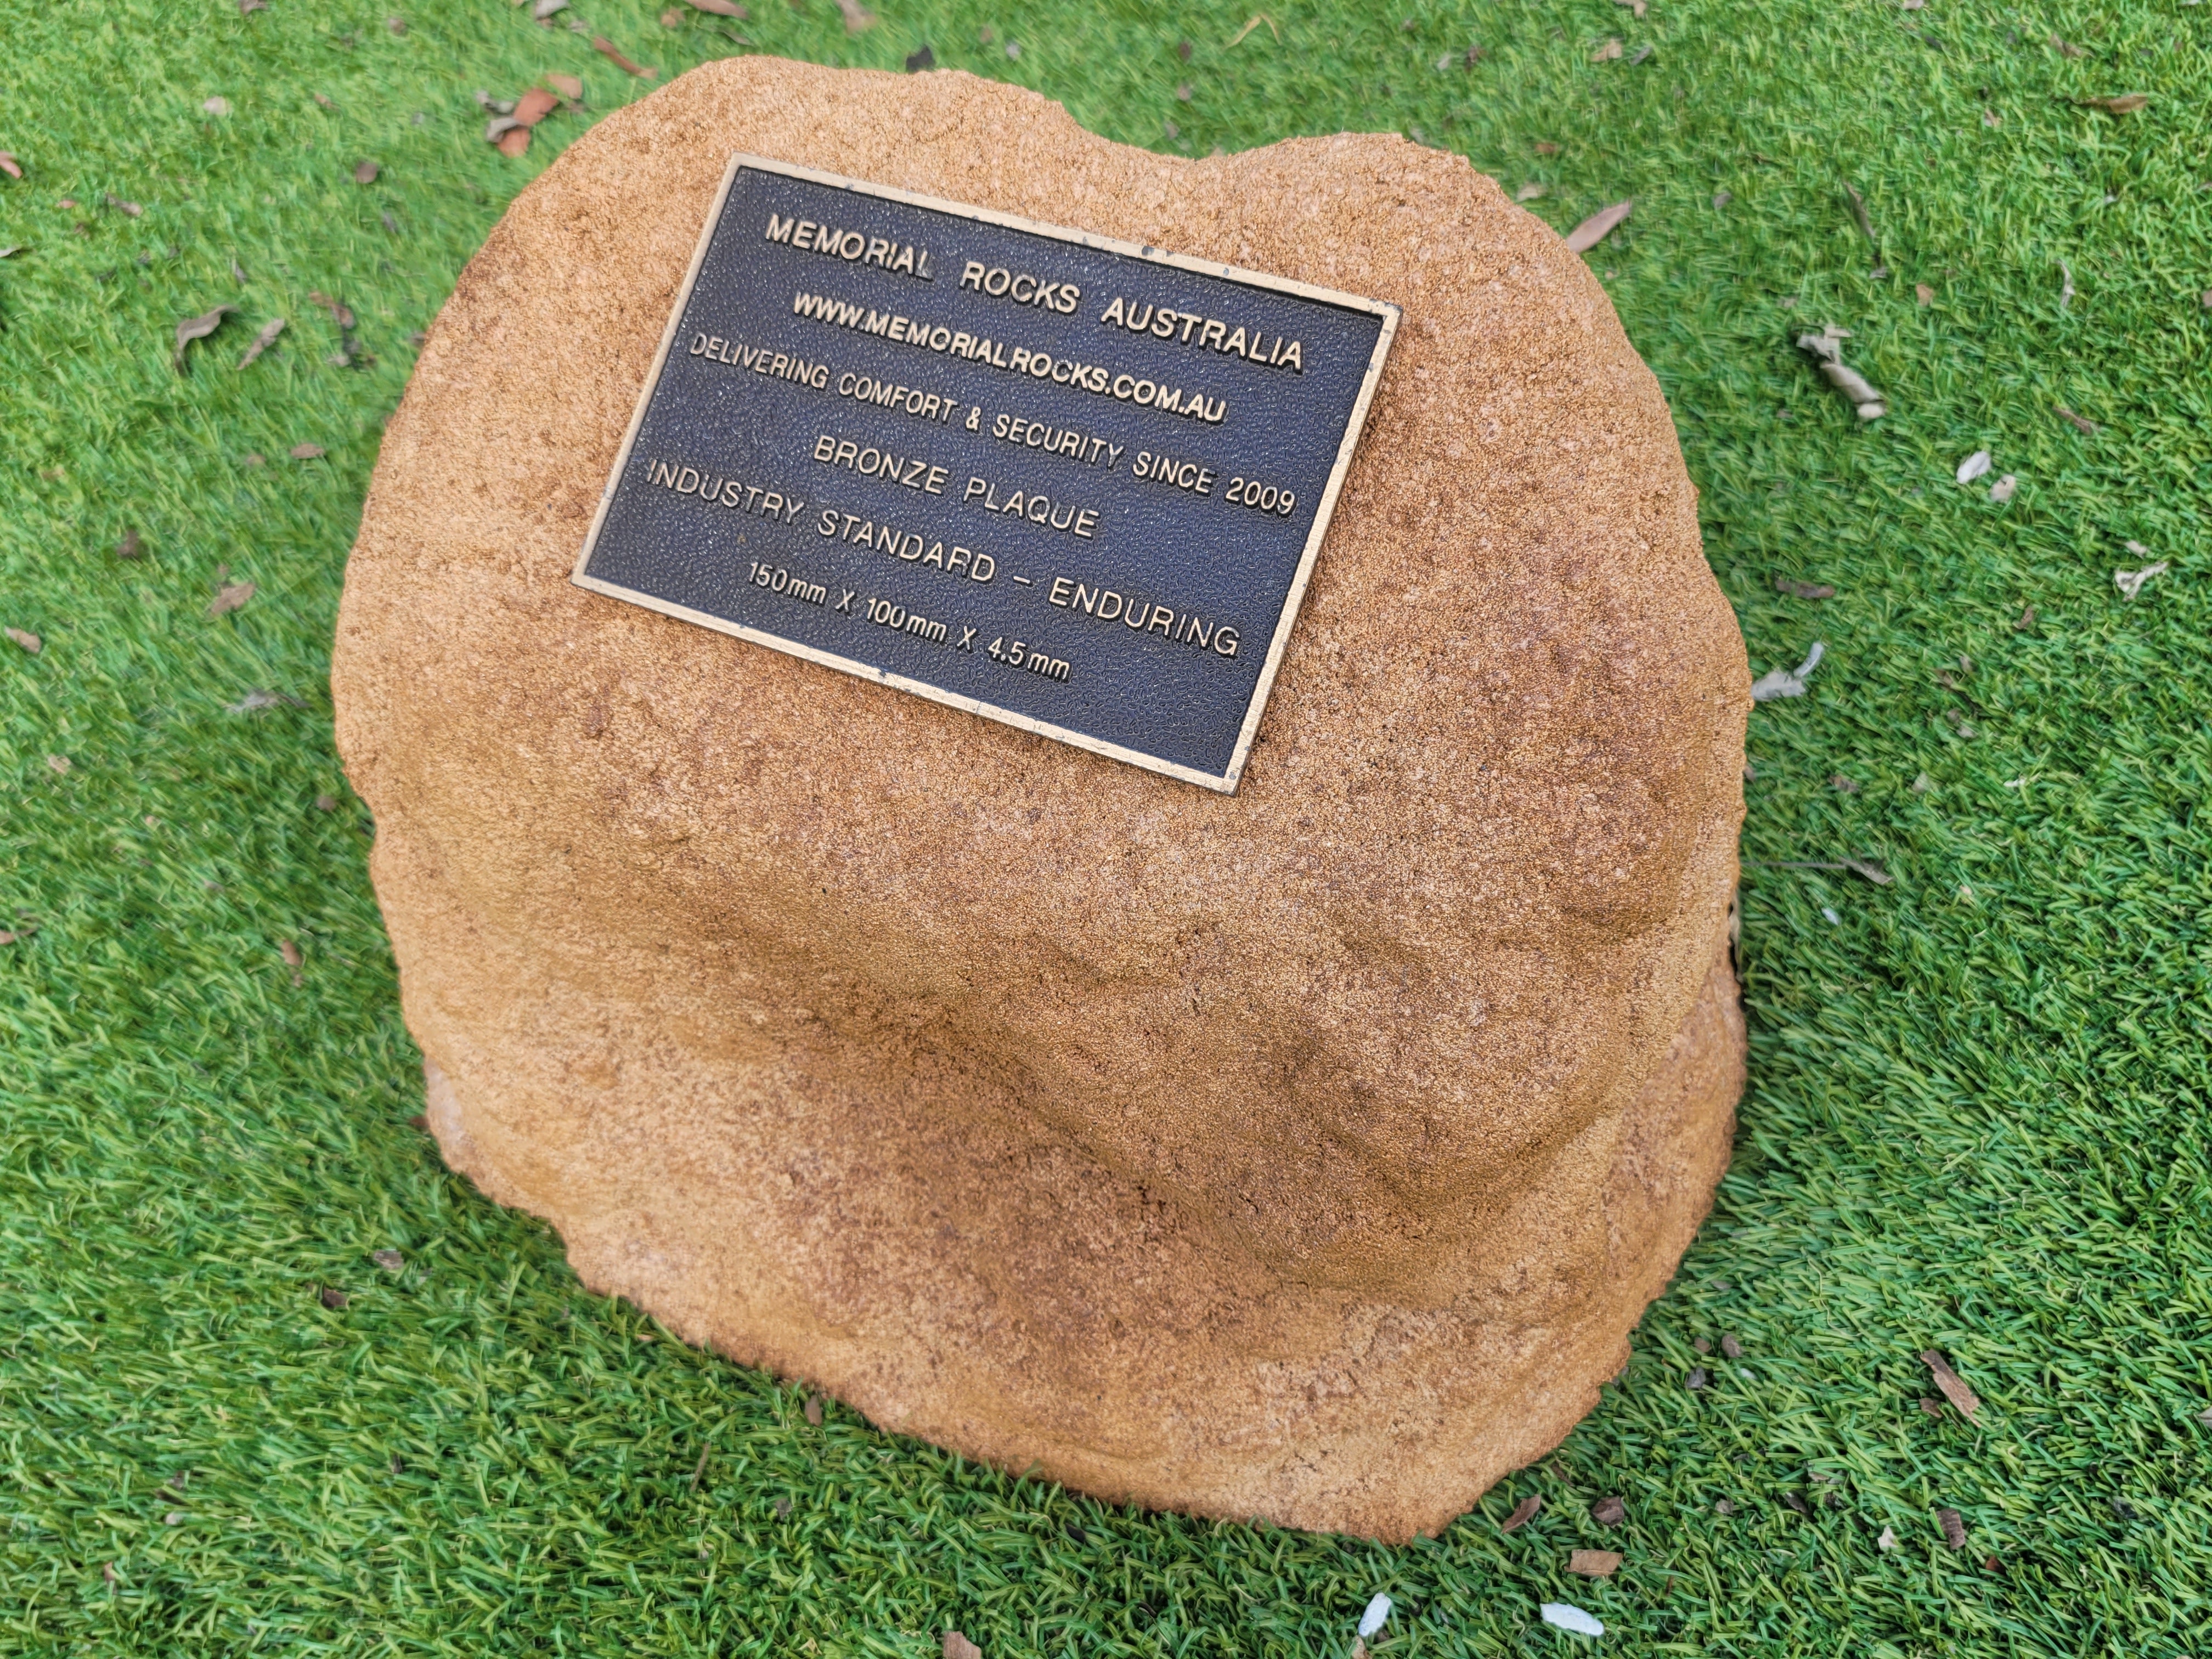 MEMORIAL ROCKS AUSTRALIA
WWW.MEMORIALROCKS.COM.AU
DELIVERING COMFORT & SECURITY SINCE 2009
BRONZE PLAQUE
INDUSTRY STANDARD - ENDURING
150mm X 100mm X 4.5mm